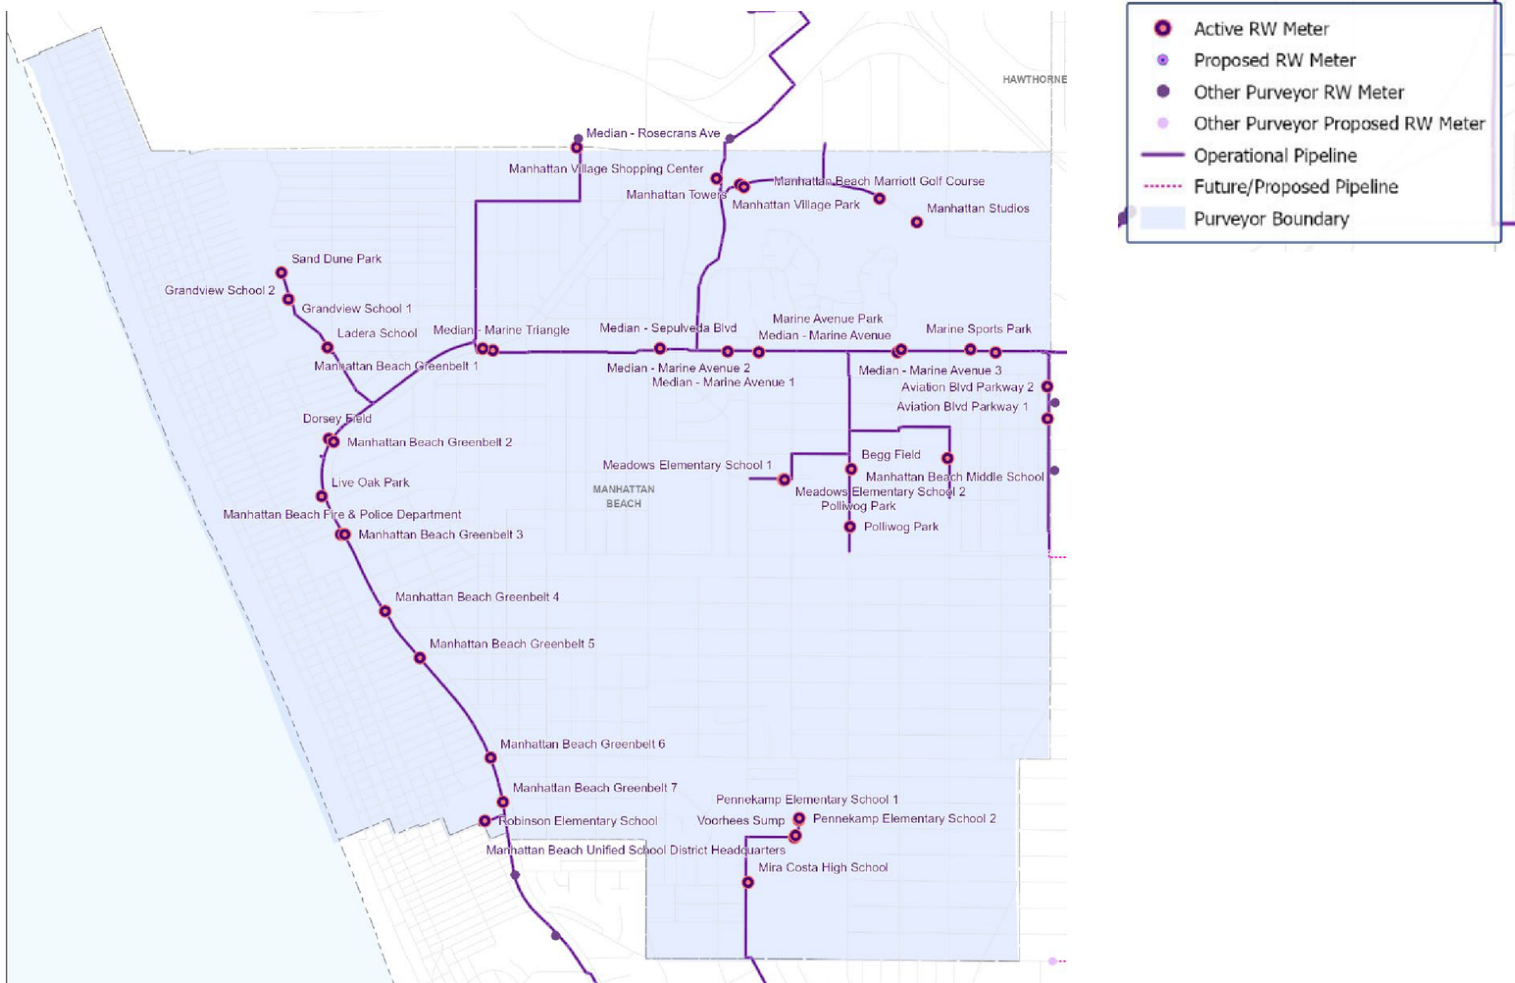 HAWTHORNE
Median - Rosecrans Ave
Manhattan Village Shopping Center
Manhattan Beach Marriott Golf Course
Manhattan Towers
Manhattan Village Park
Manhattan Studios
Sand Dune Park
Grandview School 2
Grandview School 1
Ladera School
Median - Marine Triangle
Median - Sepulveda Blvd
Marine Avenue Park
Median - Marine Avenue
Marine Sports Park
Manhattan Beach Greenbelt 1
Median - Marine Avenue 2
Median - Marine Avenue 3
Median - Marine Avenue 1
Aviation Blvd Parkway 2
Aviation Blvd Parkway 1
Dorsey Field
Manhattan Beach Greenbelt 2
Begg Field
Meadows Elementary School 1
Manhattan Beach Middle School
Live Oak Park
MANHATTAN
BEACH
Meadows Elementary School 2
Polliwog Park
Manhattan Beach Fire & Police Department
Polliwog Park
Manhattan Beach Greenbelt 3
Manhattan Beach Greenbelt 4
Manhattan Beach Greenbelt 5
Manhattan Beach Greenbelt 6
Manhattan Beach Greenbelt 7
Pennekamp Elementary School 1
Robinson Elementary School
Voorhees Sump
Pennekamp Elementary School 2
Manhattan Beach Unified School District Headquarters
Mira Costa High School
Active RW Meter
Proposed RW Meter
Other Purveyor RW Meter
Other Purveyor Proposed RW Meter
Operational Pipeline
Future/Proposed Pipeline
Purveyor Boundary